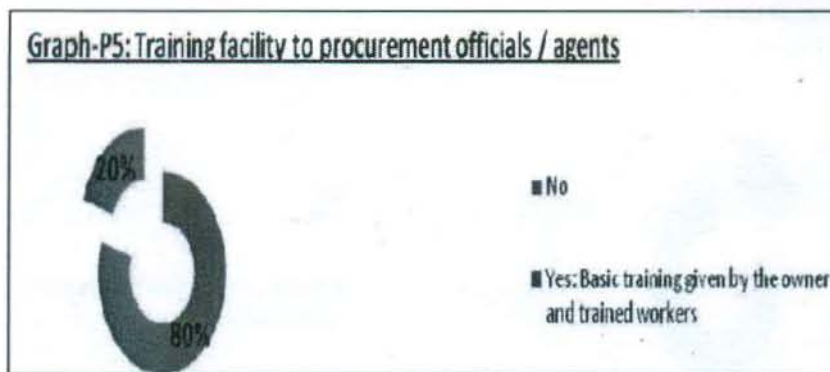 Graph-P5: Training facility to procurement officials / agents
20%
No
Yes: Basic training given by the owner
and trained workers
80%